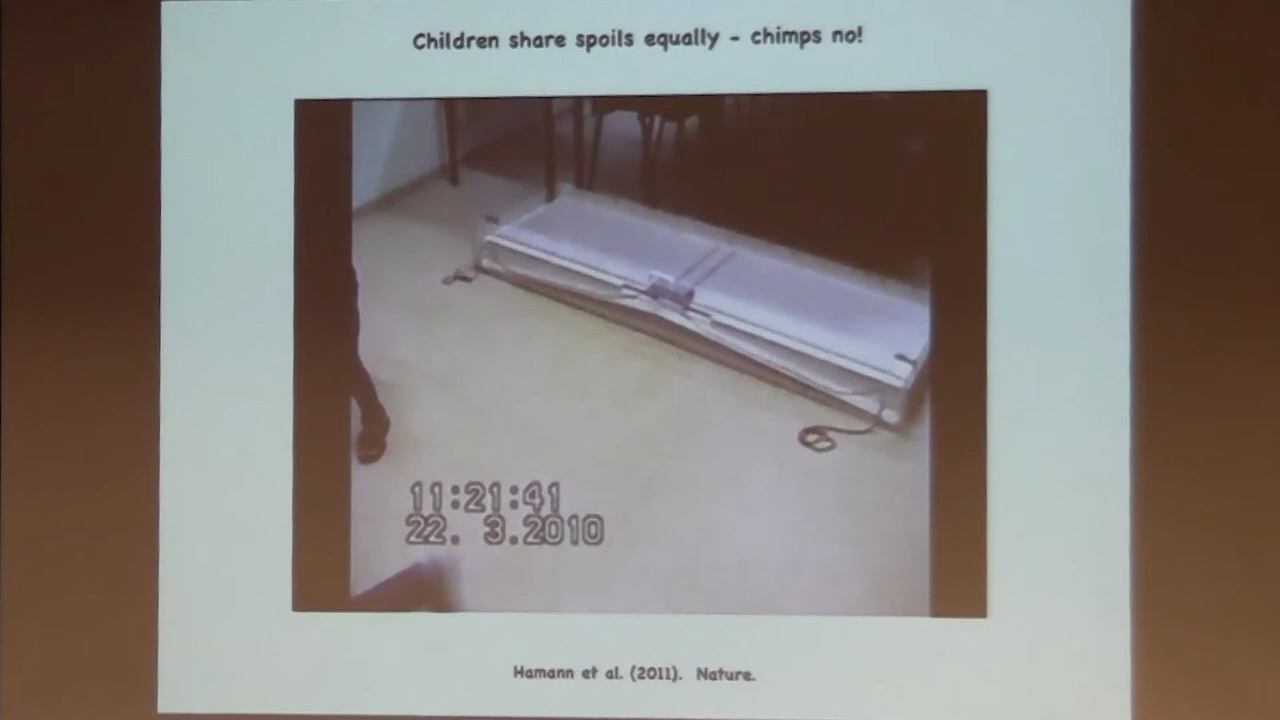 Children share spoils equally - chimps no!
11:21:41
22. 3.2010
Hamann et al. (2011). Nature.